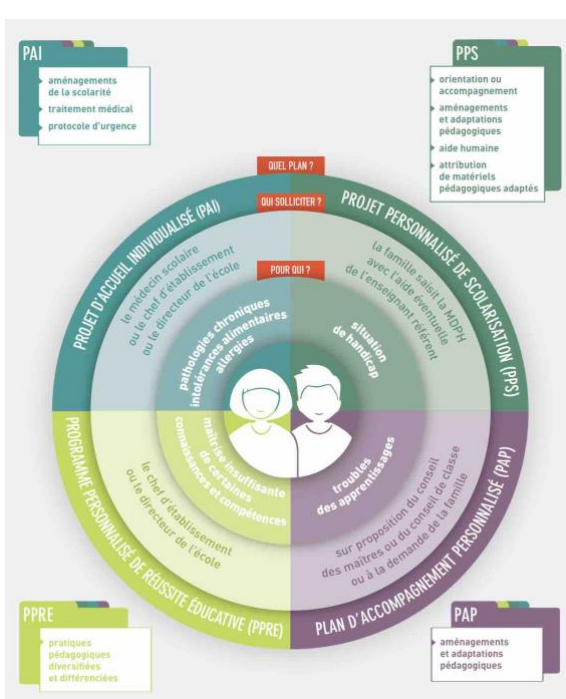 PAI
aménagements
de la scolarité
traitement médical
protocole d'urgence
PPS
orientation ou
accompagnement
aménagements
et adaptations
pédagogiques
aide humaine
attribution
de matériels
pédagogiques adaptés
QUEL PLAN ?
QUI SOLLICITER ?
POUR QUI ?
PROJET D'ACCUEIL INDIVIDUALISÉ (PAI)
le médecin scolaire
ou le chef d'établissement
ou le directeur de l'école
pathologies chroniques
intolérances alimentaires
allergies
PROJET PERSONNALISÉ DE SCOLARISATION (PPS)
la famille saisit la MDPH
avec l'aide éventuelle
de l'enseignant référent
situation
de handicap
PROGRAMME PERSONNALISÉ DE RÉUSSITE ÉDUCATIVE (PPRE)
le chef d'établissement
ou le directeur de l'école
maîtrise insuffisante
de certaines
connaissances et compétences
PLAN D'ACCOMPAGNEMENT PERSONNALISÉ (PAP)
sur proposition du conseil
des maîtres ou du conseil de classe
ou à la demande de la famille
troubles
des apprentissages
PPRE
pratiques
pédagogiques
diversifiées
et différenciées
PAP
aménagements
et adaptations
pédagogiques